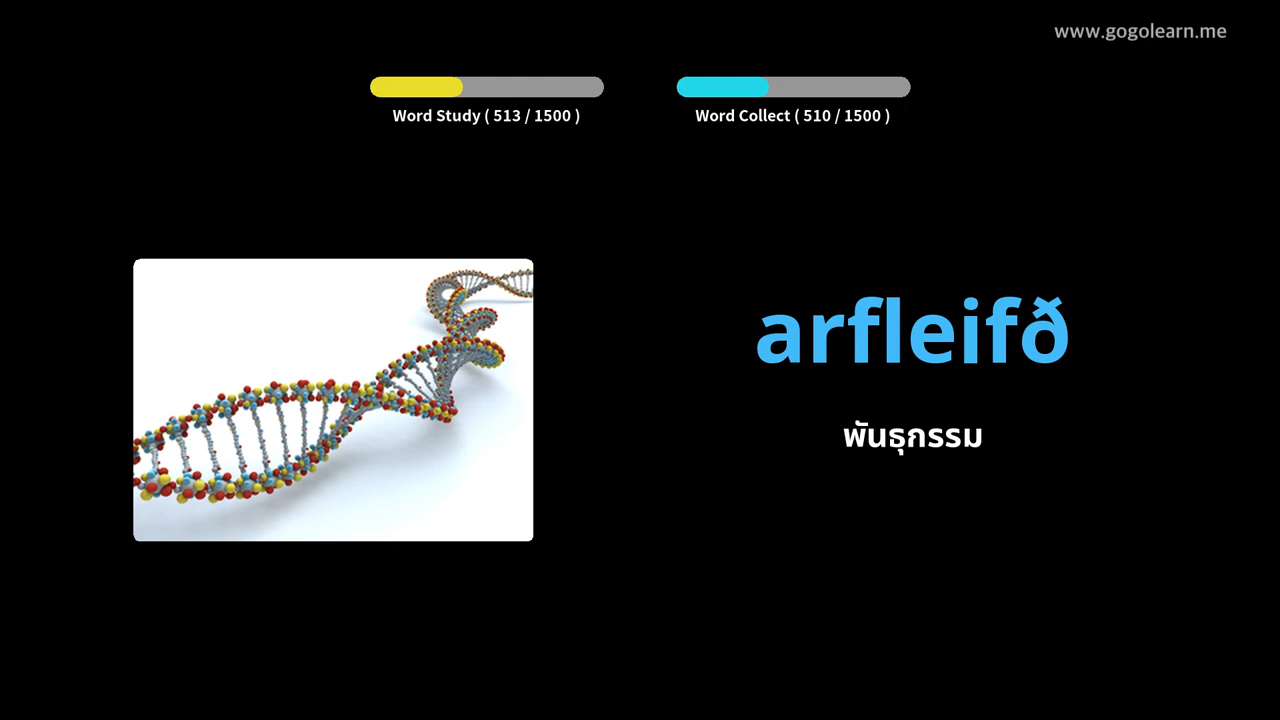 www.gogolearn.me
Word Study ( 513 / 1500 )
Word Collect ( 510 / 1500 )
arfleifð
พันธุกรรม